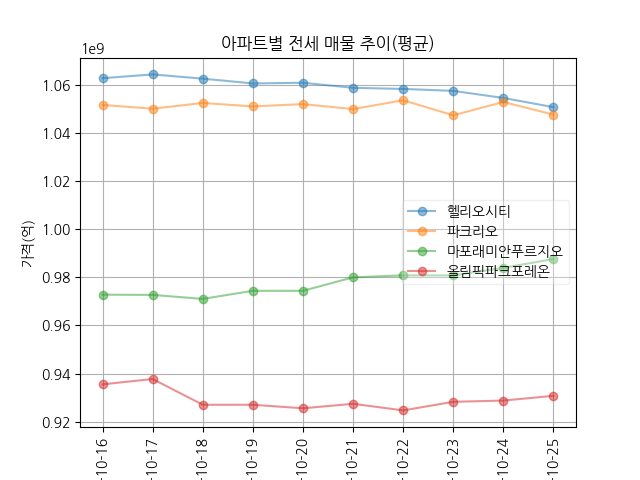 아파트별 전세 매물 추이(평균)
1e9
1.06
1.04
1.02
1.00
0.98
0.96
0.94
0.92
가격(억)
헬리오시티
파크리오
마포래미안푸르지오
올림픽파크포레온
-10-16
-10-17
-10-18
-10-19
-10-20
-10-21
-10-22
-10-23
-10-24
-10-25